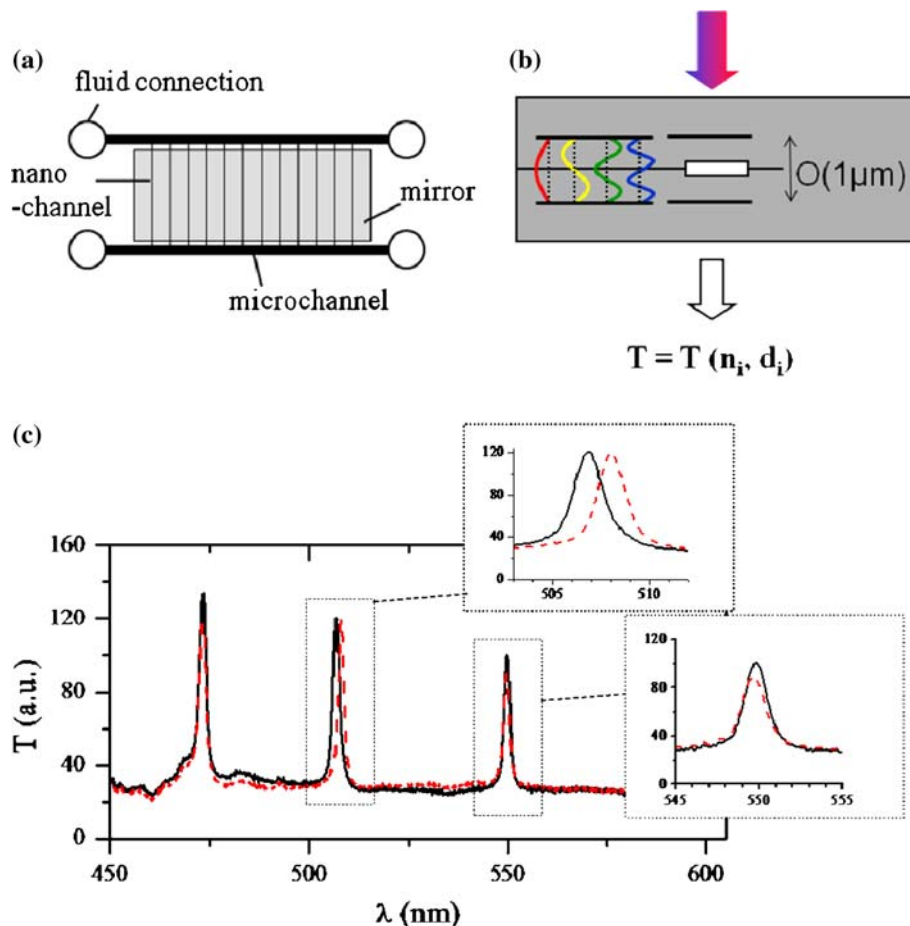 (a)
fluid connection
nano
-channel
mirror
microchannel
(b)
O(1μm)
T = T (nᵢ, dᵢ)
(c)
120
80
40
0
505
510
120
80
40
0
545
550
555
160
120
80
40
0
T (a.u.)
450
500
550
600
λ (nm)